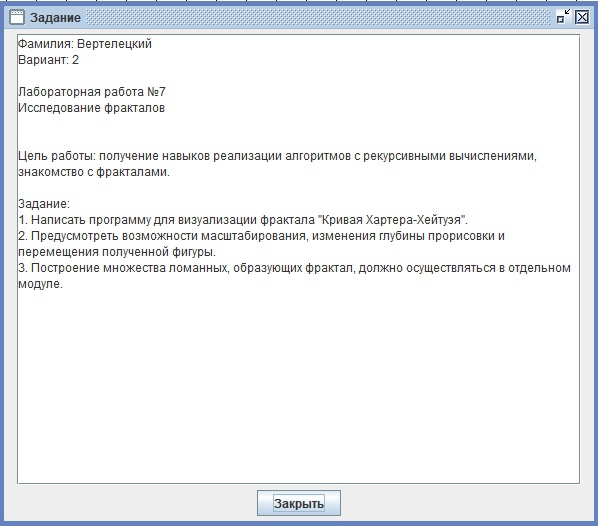 Задание
Фамилия: Вертелецкий
Вариант: 2
Лабораторная работа №7
Исследование фракталов
Цель работы: получение навыков реализации алгоритмов с рекурсивными вычислениями,
знакомство с фракталами.
Задание:
1. Написать программу для визуализации фрактала "Кривая Хартера-Хейтуэя".
2. Предусмотреть возможности масштабирования, изменения глубины прорисовки и
перемещения полученной фигуры.
3. Построение множества ломанных, образующих фрактал, должно осуществляться в отдельном
модуле.
Закрыть